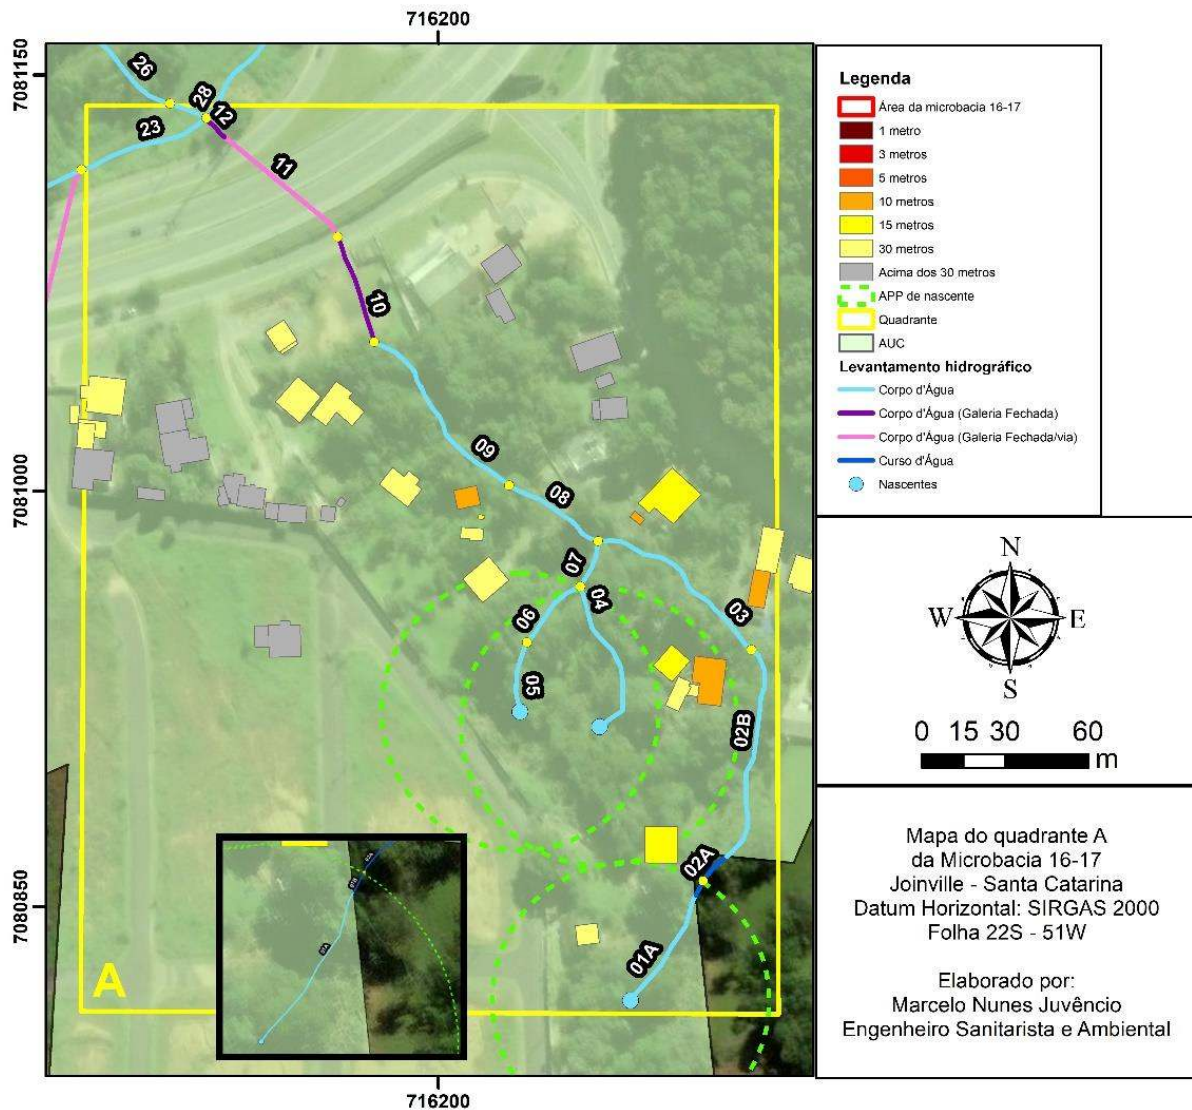 716200
7081150
7081000
7080850
716200
26
28
12
23
11
10
09
08
07
04
06
05
03
02B
02A
01A
A
Legenda
Área da microbacia 16-17
1 metro
3 metros
5 metros
10 metros
15 metros
30 metros
Acima dos 30 metros
APP de nascente
Quadrante
AUC
Levantamento hidrográfico
Corpo d'Água
Corpo d'Água (Galeria Fechada)
Corpo d'Água (Galeria Fechada/via)
Curso d'Água
Nascentes
N
W E
S
0 15 30 60
m
Mapa do quadrante A
da Microbacia 16-17
Joinville - Santa Catarina
Datum Horizontal: SIRGAS 2000
Folha 22S - 51W
Elaborado por:
Marcelo Nunes Juvêncio
Engenheiro Sanitarista e Ambiental